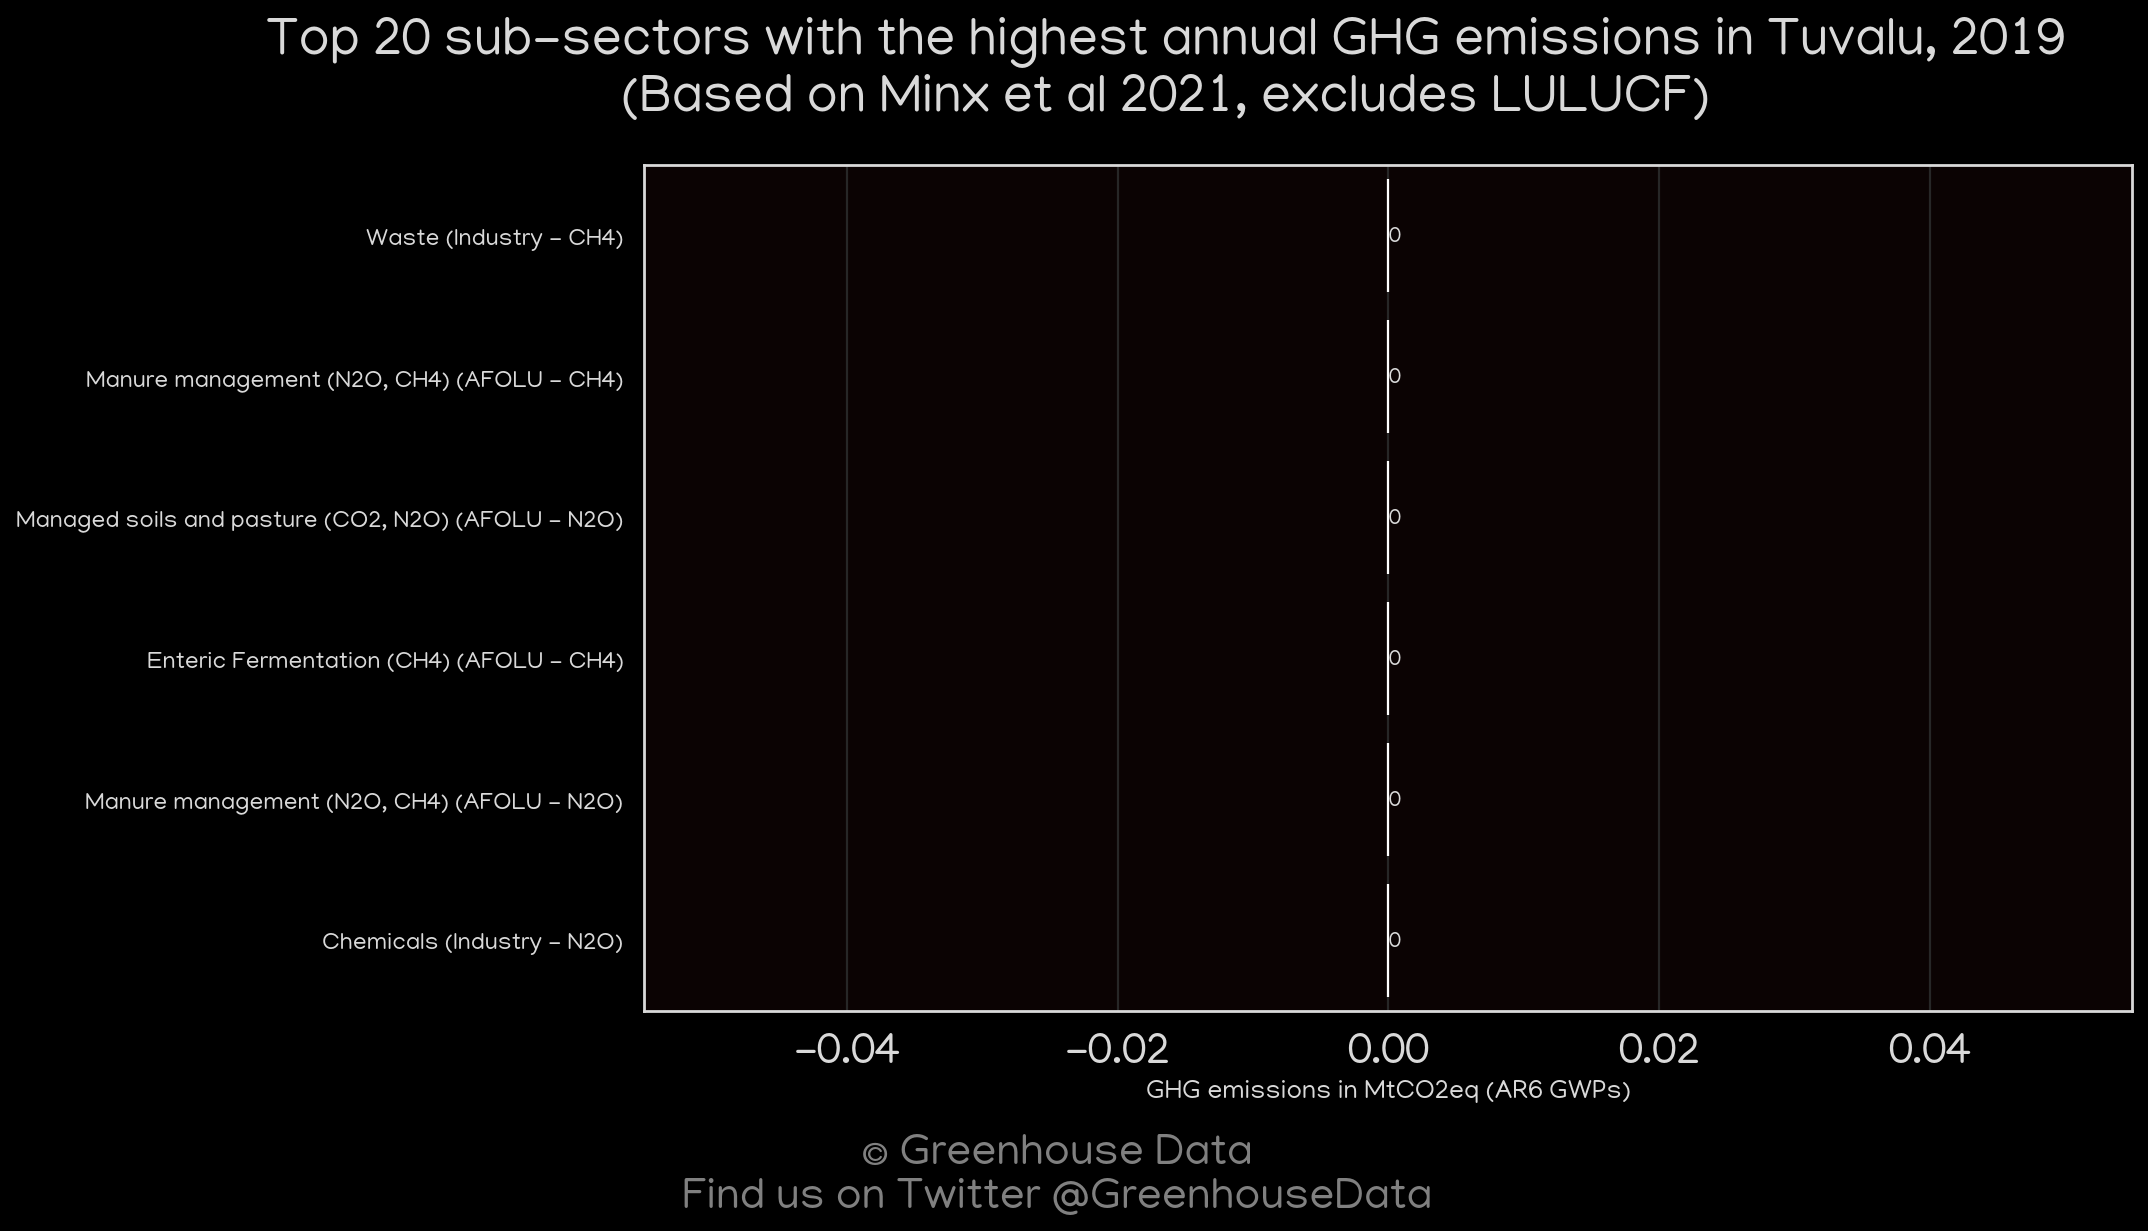 Top 20 sub-sectors with the highest annual GHG emissions in Tuvalu, 2019
(Based on Minx et al 2021, excludes LULUCF)
Waste (Industry - CH4)
0
Manure management (N2O, CH4) (AFOLU - CH4)
0
Managed soils and pasture (CO2, N2O) (AFOLU - N2O)
0
Enteric Fermentation (CH4) (AFOLU - CH4)
0
Manure management (N2O, CH4) (AFOLU - N2O)
0
Chemicals (Industry - N2O)
0
-0.04 -0.02 0.00 0.02 0.04
GHG emissions in MtCO2eq (AR6 GWPs)
© Greenhouse Data
Find us on Twitter @GreenhouseData